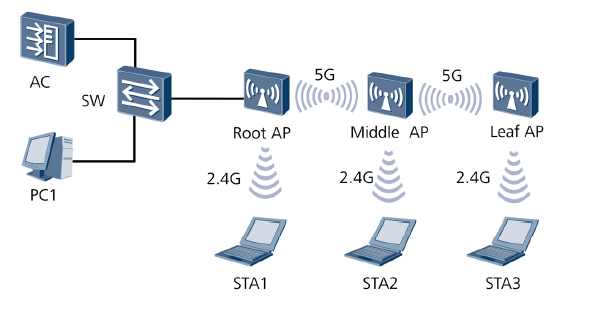 AC
SW
PC1
5G
5G
Root AP
Middle AP
Leaf AP
2.4G
2.4G
2.4G
STA1
STA2
STA3